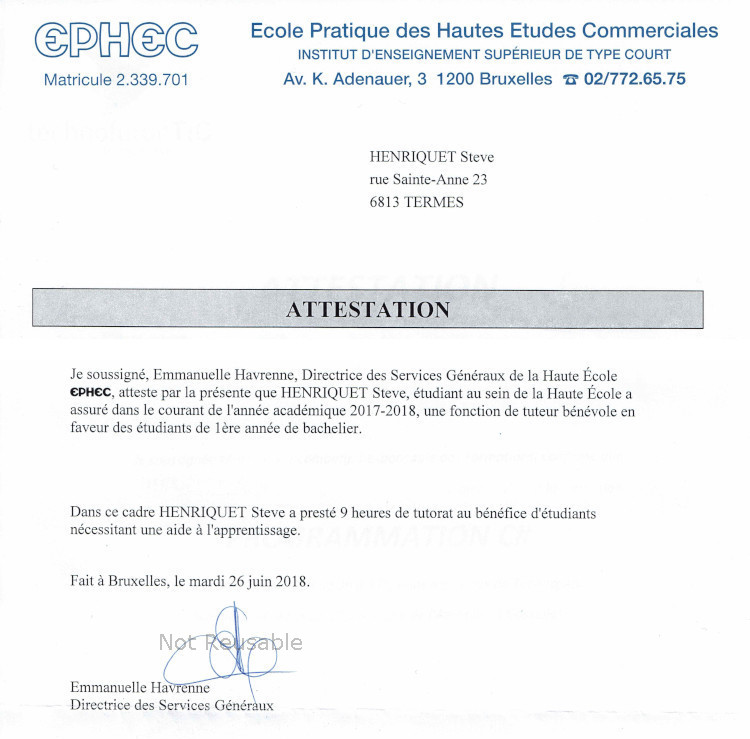 EPHEC
Matricule 2.339.701
Ecole Pratique des Hautes Etudes Commerciales
INSTITUT D'ENSEIGNEMENT SUPÉRIEUR DE TYPE COURT
Av. K. Adenauer, 3 1200 Bruxelles ☎ 02/772.65.75
HENRIQUET Steve
rue Sainte-Anne 23
6813 TERMES
ATTESTATION
Je soussigné, Emmanuelle Havrenne, Directrice des Services Généraux de la Haute École
EPHEC, atteste par la présente que HENRIQUET Steve, étudiant au sein de la Haute École a
assuré dans le courant de l'année académique 2017-2018, une fonction de tuteur bénévole en
faveur des étudiants de 1ère année de bachelier.
Dans ce cadre HENRIQUET Steve a presté 9 heures de tutorat au bénéfice d'étudiants
nécessitant une aide à l'apprentissage.
Fait à Bruxelles, le mardi 26 juin 2018.
Not Reusable
Emmanuelle Havrenne
Directrice des Services Généraux